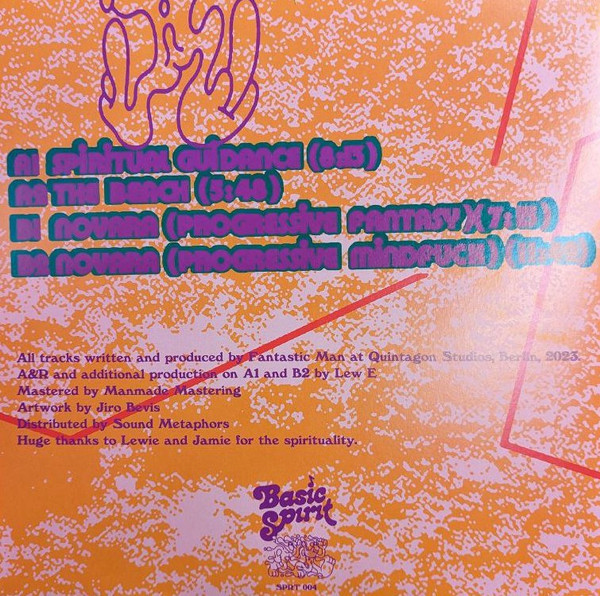 A1 SPIRITUAL GUIDANCE (8:15)
A2 THE BEACH (5:48)
B1 NOVARA (PROGRESSIVE FANTASY)
B2 NOVARA (PROGRESSIVE MINDFUCK)
All tracks written and produced by Fantastic Man at Quintagon Studios, Berlin, 2023.
A&R and additional production on A1 and B2 by Lew E.
Mastered by Manmade Mastering
Artwork by Jiro Bevis
Distributed by Sound Metaphors
Huge thanks to Lewie and Jamie for the spirituality.
Basic
Spirit
SPRT 004